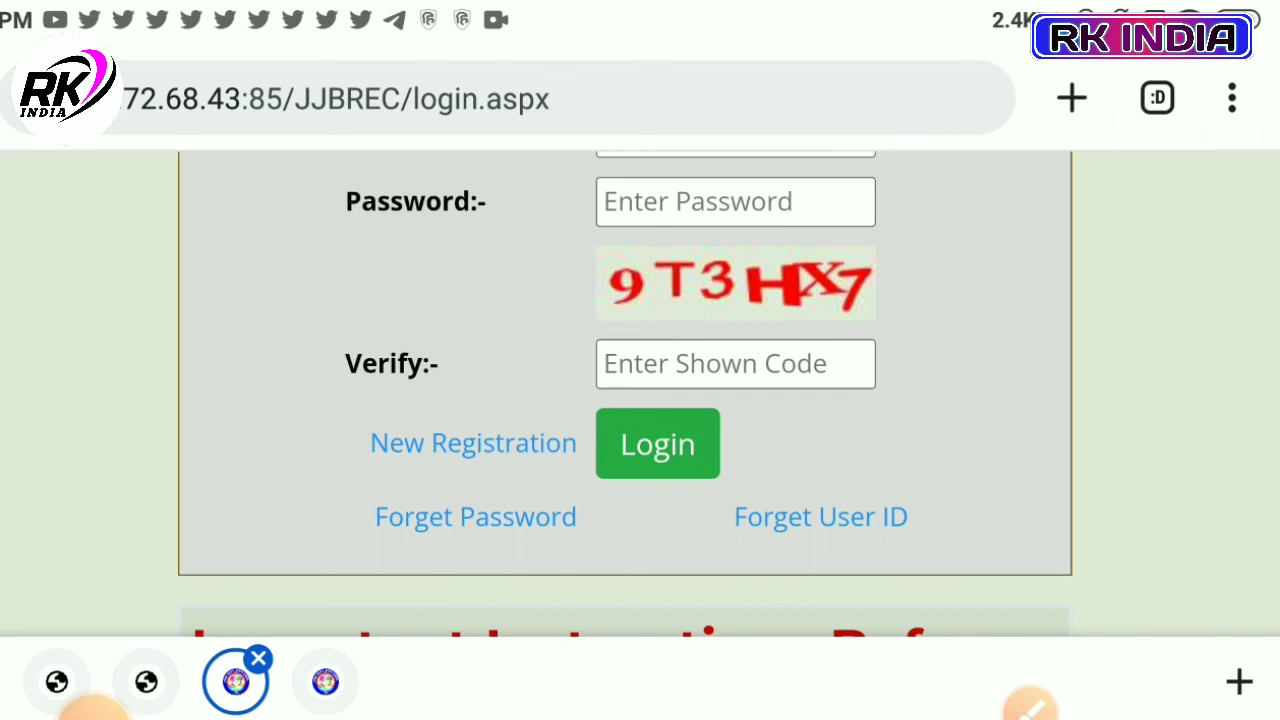 PM
2.4K
RK INDIA
RK
INDIA
72.68.43:85/JJBREC/login.aspx
:D
Password:-
Enter Password
9T3HX7
Verify:-
Enter Shown Code
New Registration
Login
Forget Password
Forget User ID